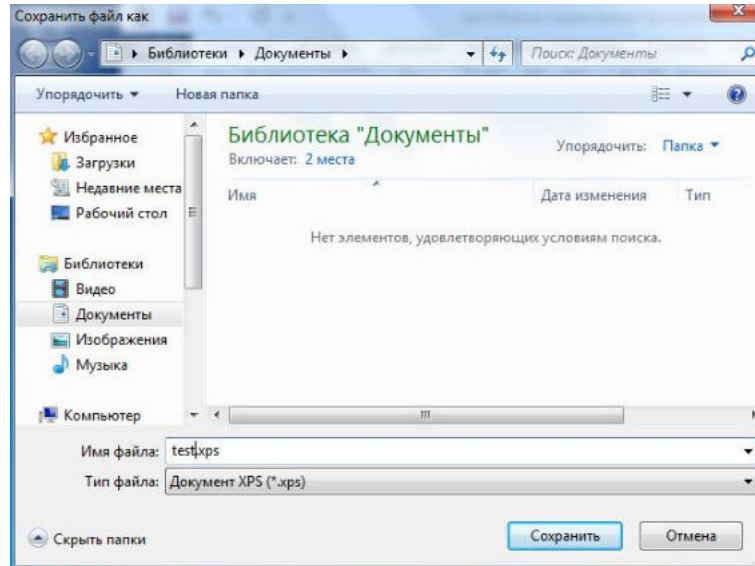 Сохранить файл как
Библиотеки Документы
Поиск: Документы
Упорядочить Новая папка
Избранное
Загрузки
Недавние места
Рабочий стол
Библиотеки
Видео
Документы
Изображения
Музыка
Компьютер
Библиотека "Документы"
Включает: 2 места
Упорядочить: Папка
Имя Дата изменения Тип
Нет элементов, удовлетворяющих условиям поиска.
Имя файла: test.xps
Тип файла: Документ XPS (*.xps)
Скрыть папки Сохранить Отмена